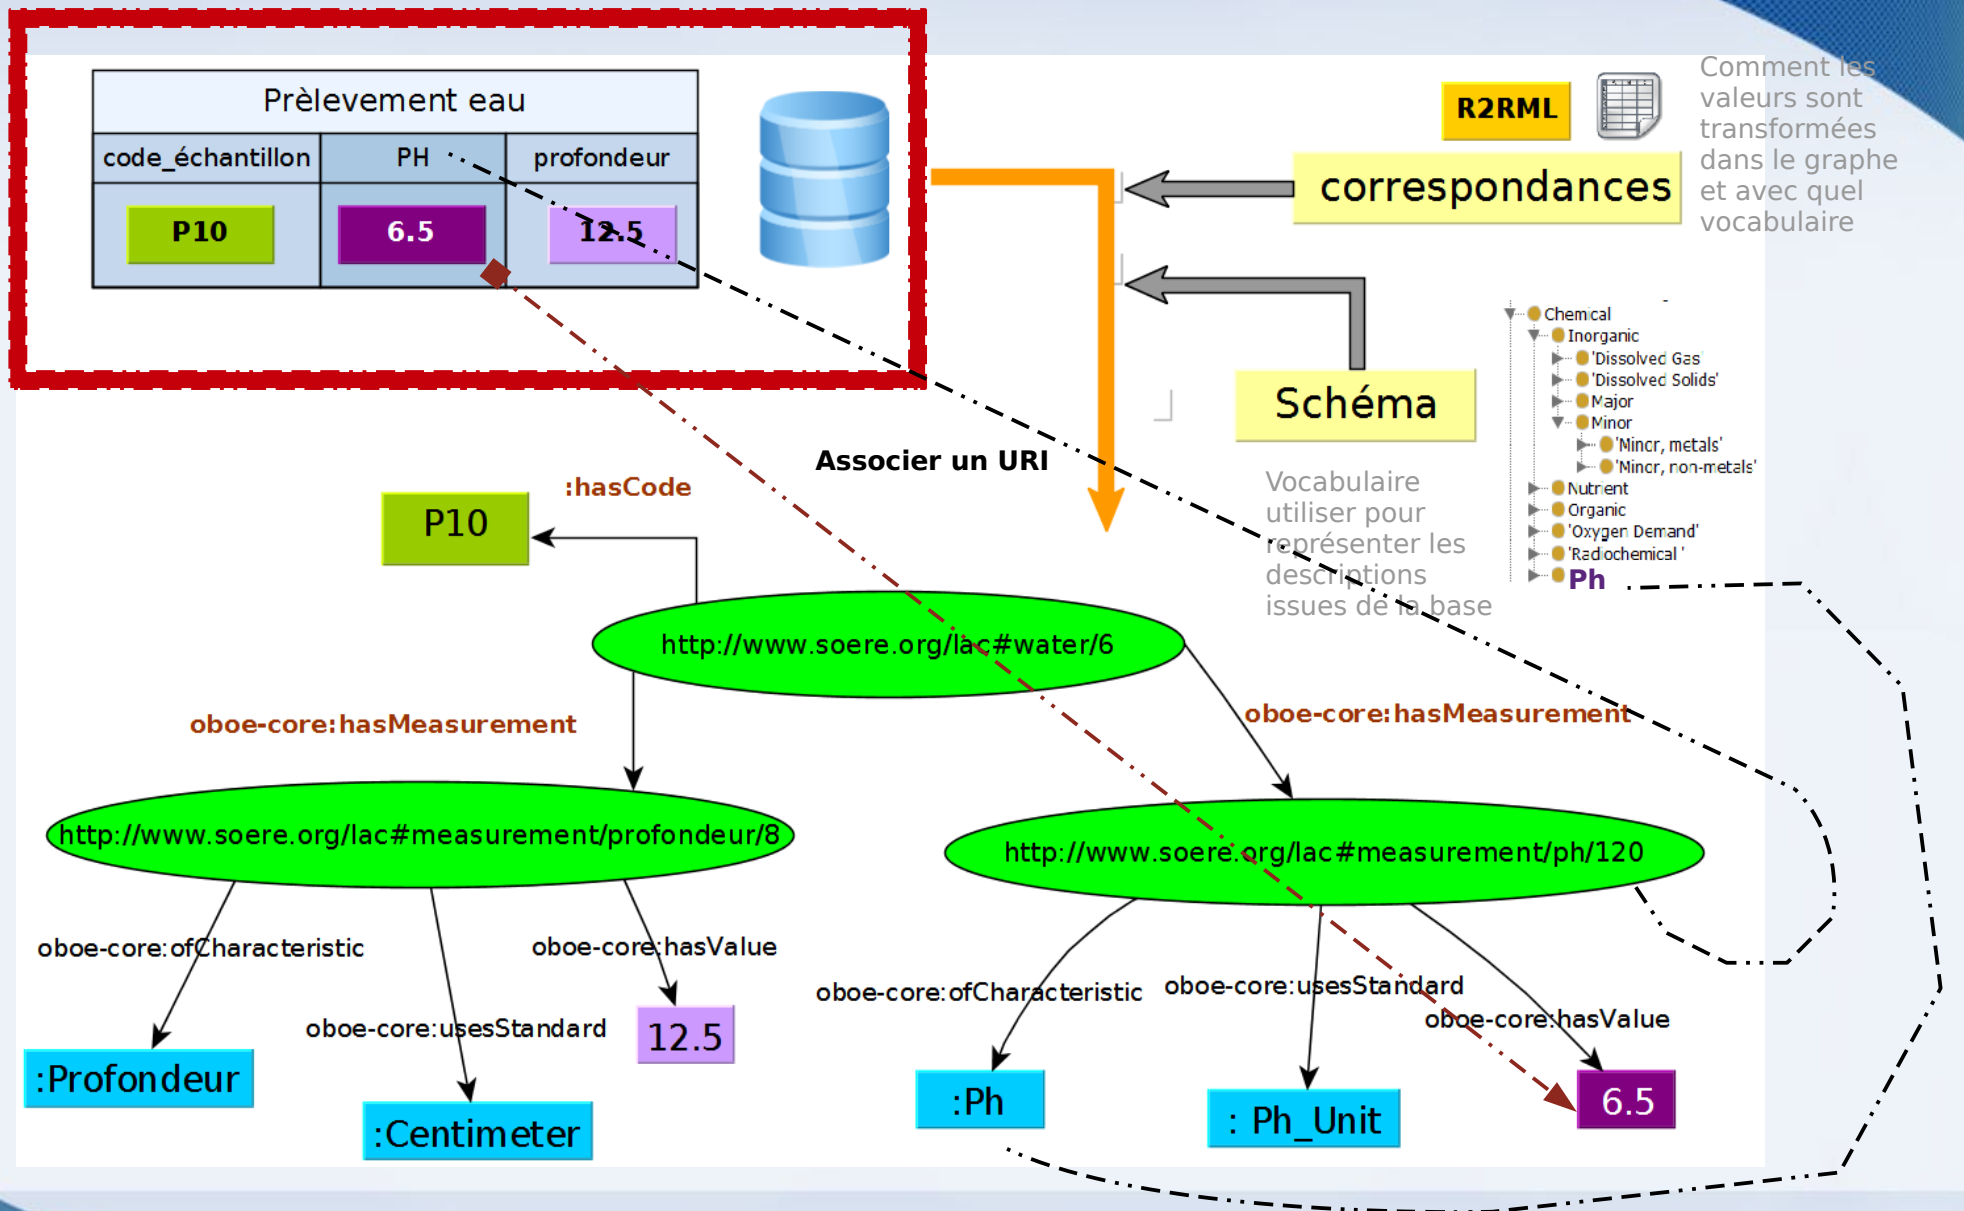 Prèlevement eau
code_échantillon
PH
profondeur
P10
6.5
12.5
R2RML
correspondances
Comment les
valeurs sont
transformées
dans le graphe
et avec quel
vocabulaire
Schéma
Vocabulaire
utiliser pour
représenter les
descriptions
issues de la base
Chemical
Inorganic
'Dissolved Gas'
'Dissolved Solids'
Major
Minor
'Minor, metals'
'Minor, non-metals'
Nutrient
Organic
'Oxygen Demand'
'Radiochemical '
Ph
Associer un URI
:hasCode
P10
http://www.soere.org/lac#water/6
oboe-core:hasMeasurement
oboe-core:hasMeasurement
http://www.soere.org/lac#measurement/profondeur/8
http://www.soere.org/lac#measurement/ph/120
oboe-core:ofCharacteristic
oboe-core:hasValue
oboe-core:usesStandard
12.5
:Profondeur
:Centimeter
oboe-core:ofCharacteristic
oboe-core:usesStandard
oboe-core:hasValue
:Ph
: Ph_Unit
6.5